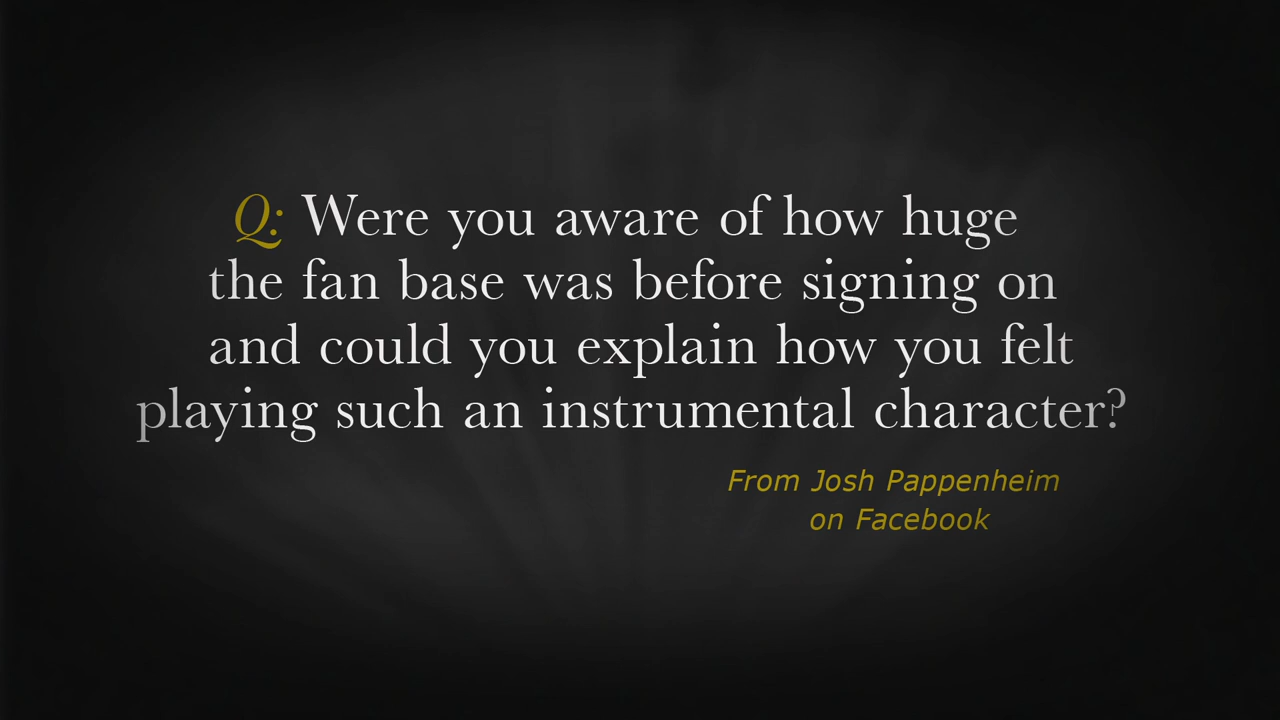 Q: Were you aware of how huge
the fan base was before signing on
and could you explain how you felt
playing such an instrumental character?
From Josh Pappenheim
on Facebook